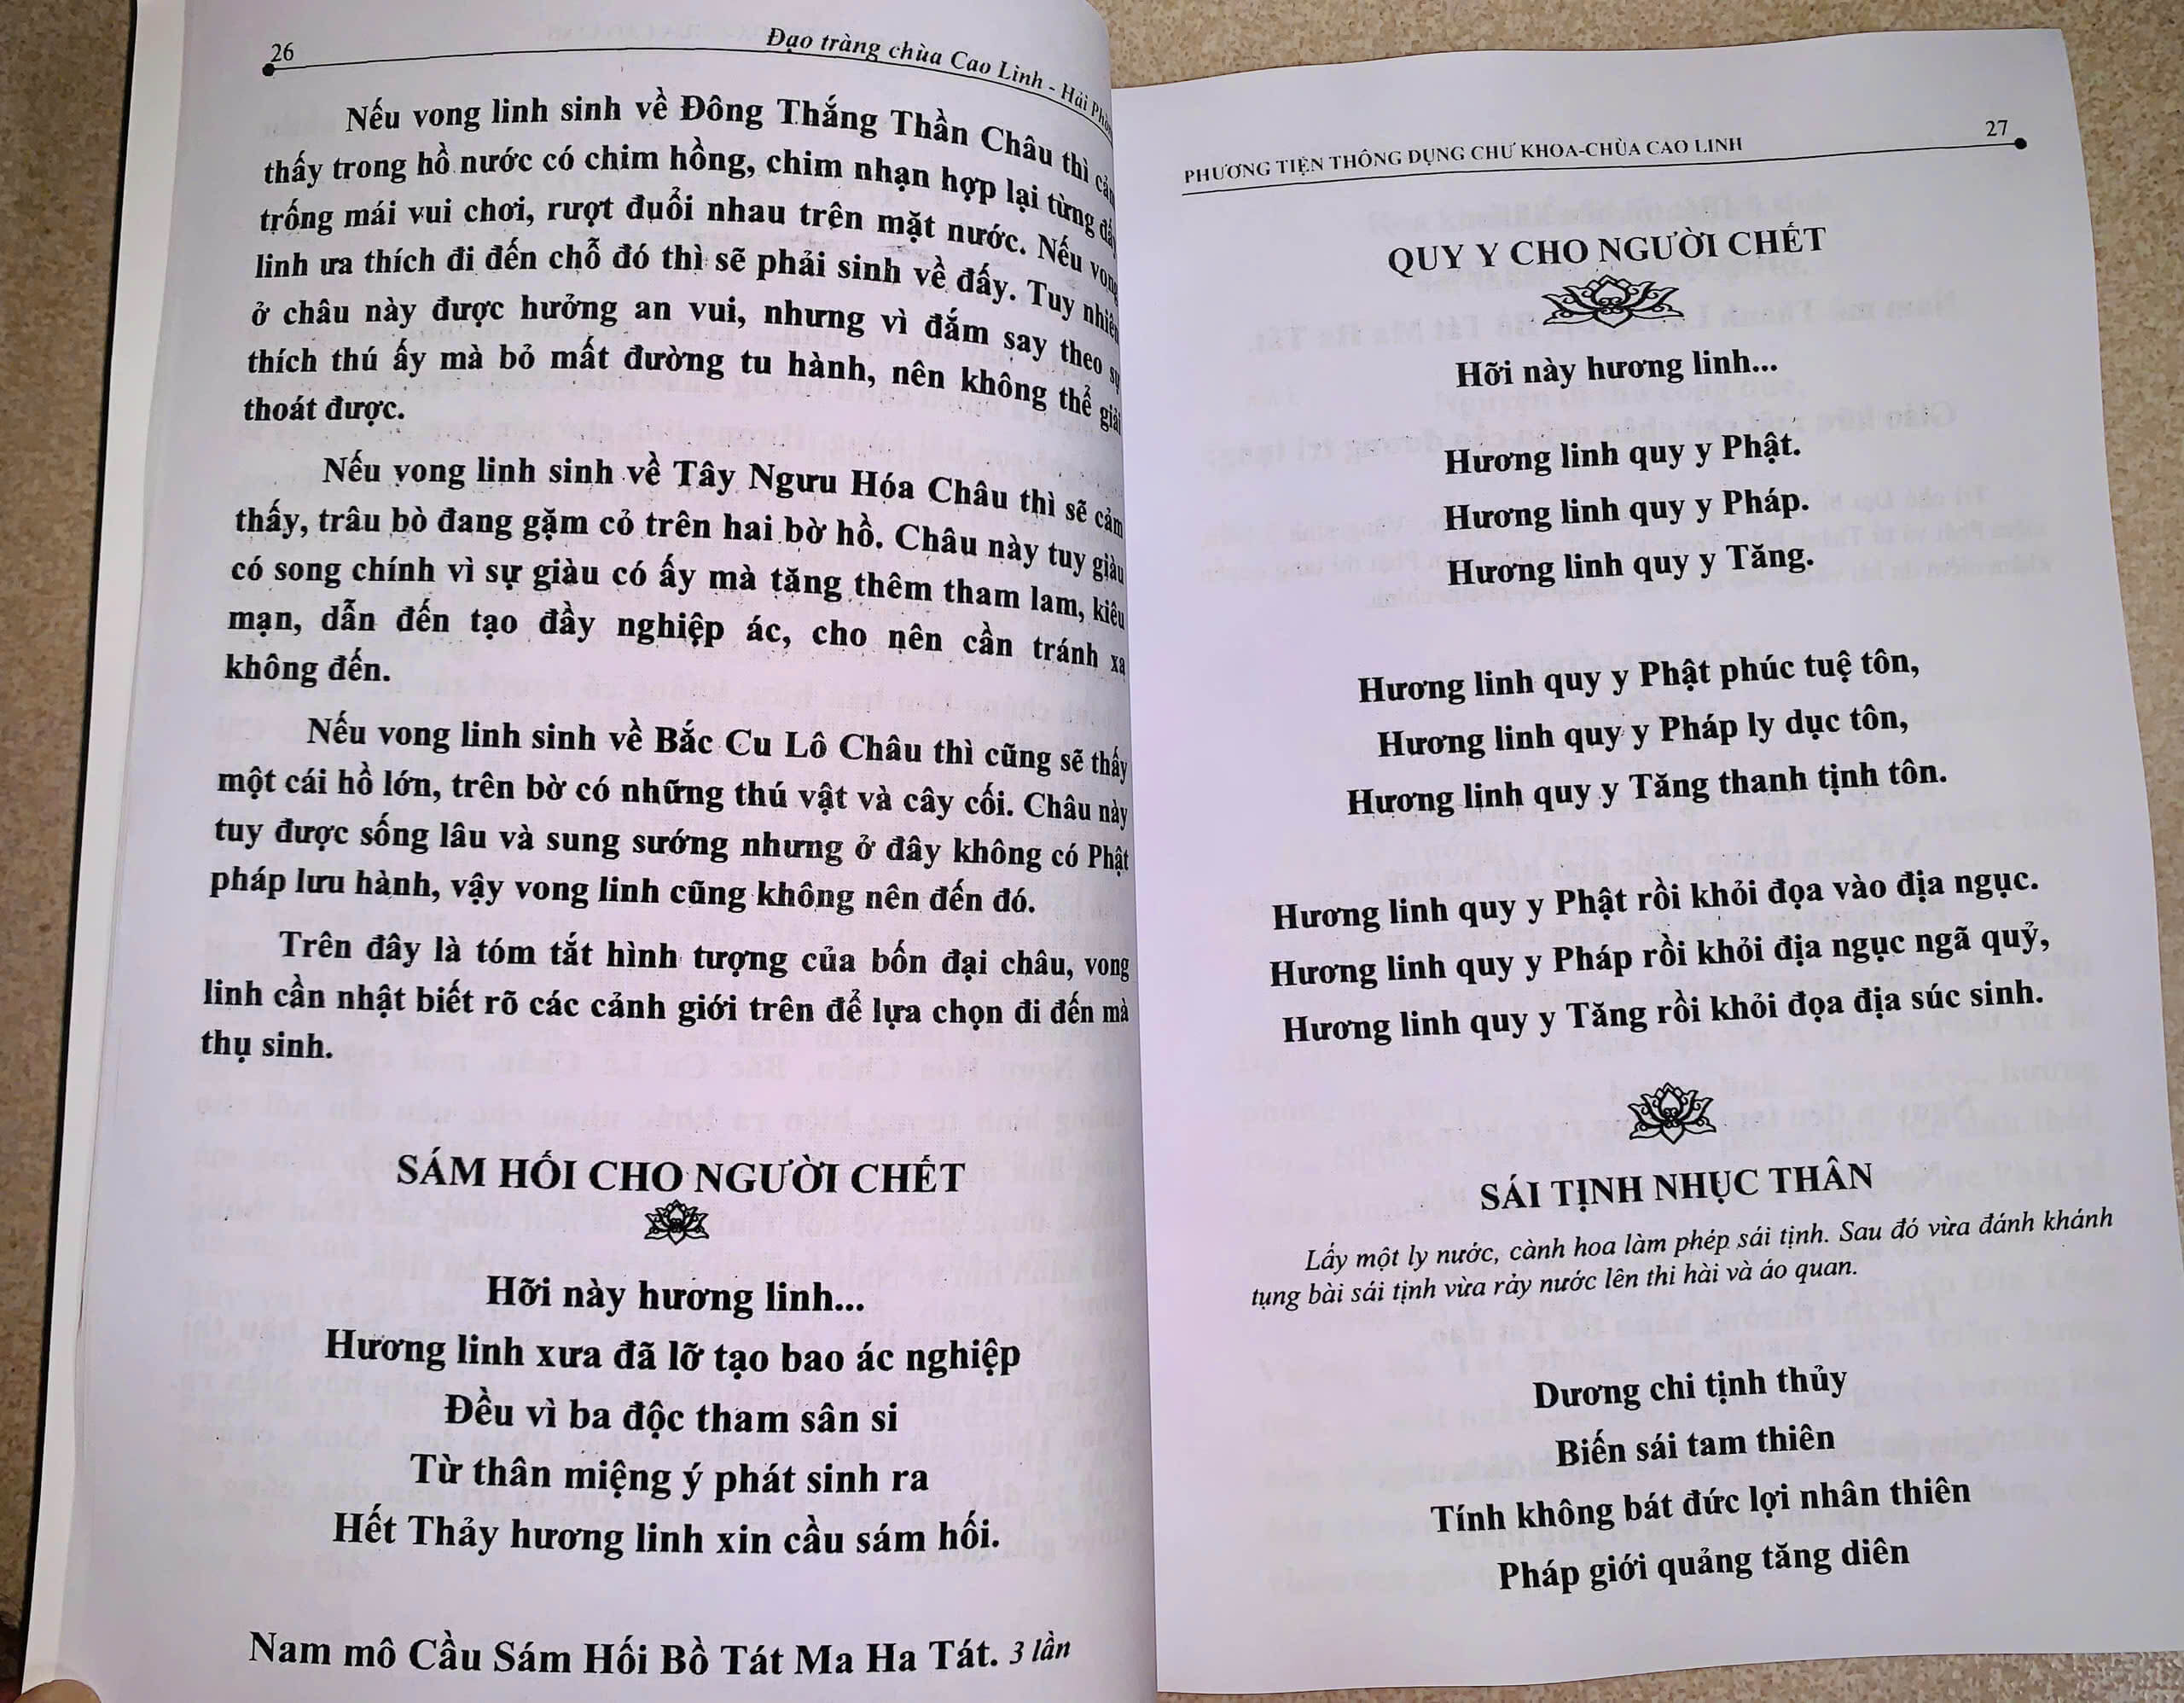 26
Đạo tràng chùa Cao Linh - Hải
Nếu vong linh sinh về Đông Thắng Thần Châu thì
thấy trong hồ nước có chim hồng, chim nhạn hợp lại từng
trống mái vui chơi, rượt đuổi nhau trên mặt nước. Nếu vong
linh ưa thích đi đến chỗ đó thì sẽ phải sinh về đấy. Tuy nhiên
ở châu này được hưởng an vui, nhưng vì đắm say theo sự
thích thú ấy mà bỏ mất đường tu hành, nên không thể giải
thoát được.
Nếu vong linh sinh về Tây Ngưu Hóa Châu thì sẽ cảm
thấy, trâu bò đang gặm cỏ trên hai bờ hồ. Châu này tuy giàu
có song chính vì sự giàu có ấy mà tăng thêm tham lam, kiêu
mạn, dẫn đến tạo đầy nghiệp ác, cho nên cần tránh xa
không đến.
Nếu vong linh sinh về Bắc Cu Lô Châu thì cũng sẽ thấy
một cái hồ lớn, trên bờ có những thú vật và cây cối. Châu này
tuy được sống lâu và sung sướng nhưng ở đây không có Phật
pháp lưu hành, vậy vong linh cũng không nên đến đó.
Trên đây là tóm tắt hình tượng của bốn đại châu, vong
linh cần nhật biết rõ các cảnh giới trên để lựa chọn đi đến mà
thụ sinh.
SÁM HỐI CHO NGƯỜI CHẾT
Hỡi này hương linh...
Hương linh xưa đã lỡ tạo bao ác nghiệp
Đều vì ba độc tham sân si
Từ thân miệng ý phát sinh ra
Hết Thảy hương linh xin cầu sám hối.
Nam mô Cầu Sám Hối Bồ Tát Ma Ha Tát. 3 lần
PHƯƠNG TIỆN THÔNG DỤNG CHƯ KHOA-CHÙA CAO LINH
27
QUY Y CHO NGƯỜI CHẾT
Hỡi này hương linh...
Hương linh quy y Phật.
Hương linh quy y Pháp.
Hương linh quy y Tăng.
Hương linh quy y Phật phúc tuệ tôn,
Hương linh quy y Pháp ly dục tôn,
Hương linh quy y Tăng thanh tịnh tôn.
Hương linh quy y Phật rồi khỏi đọa vào địa ngục.
Hương linh quy y Pháp rồi khỏi địa ngục ngã quỷ,
Hương linh quy y Tăng rồi khỏi đọa địa súc sinh.
SÁI TỊNH NHỤC THÂN
Lấy một ly nước, cành hoa làm phép sái tịnh. Sau đó vừa đánh khánh
tụng bài sái tịnh vừa rảy nước lên thi hài và áo quan.
Dương chi tịnh thủy
Biến sái tam thiên
Tính không bát đức lợi nhân thiên
Pháp giới quảng tăng diên